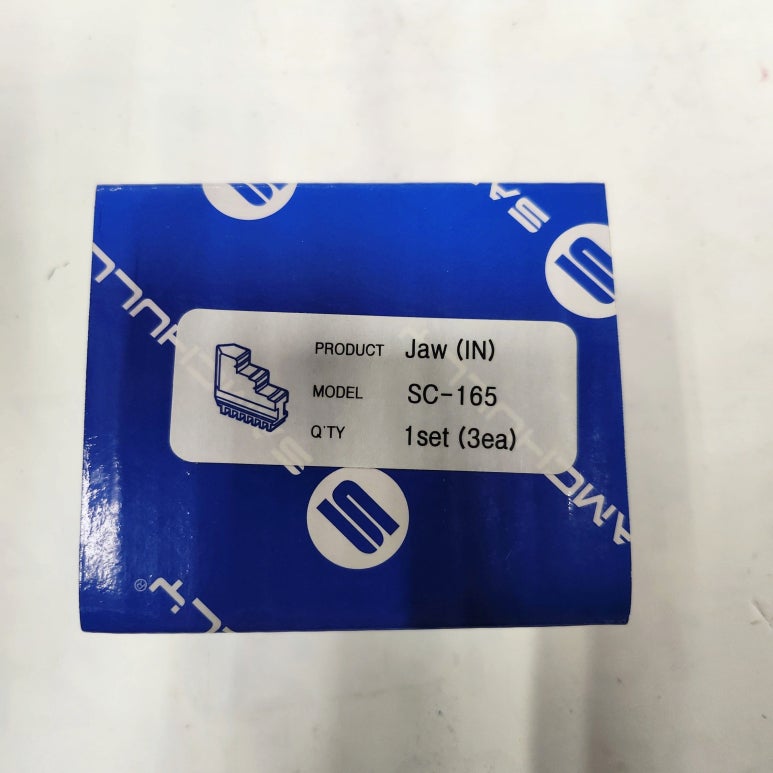 PRODUCT Jaw (IN)
MODEL SC-165
Q'TY 1set (3ea)